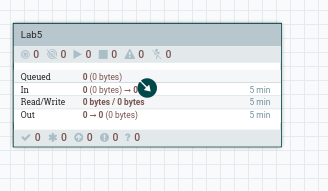 Lab5
0 0 0 0 0 0
Queued 0 (0 bytes)
In 0 (0 bytes) → 0 5 min
Read/Write 0 bytes / 0 bytes 5 min
Out 0 → 0 (0 bytes) 5 min
0 0 0 0 ? 0